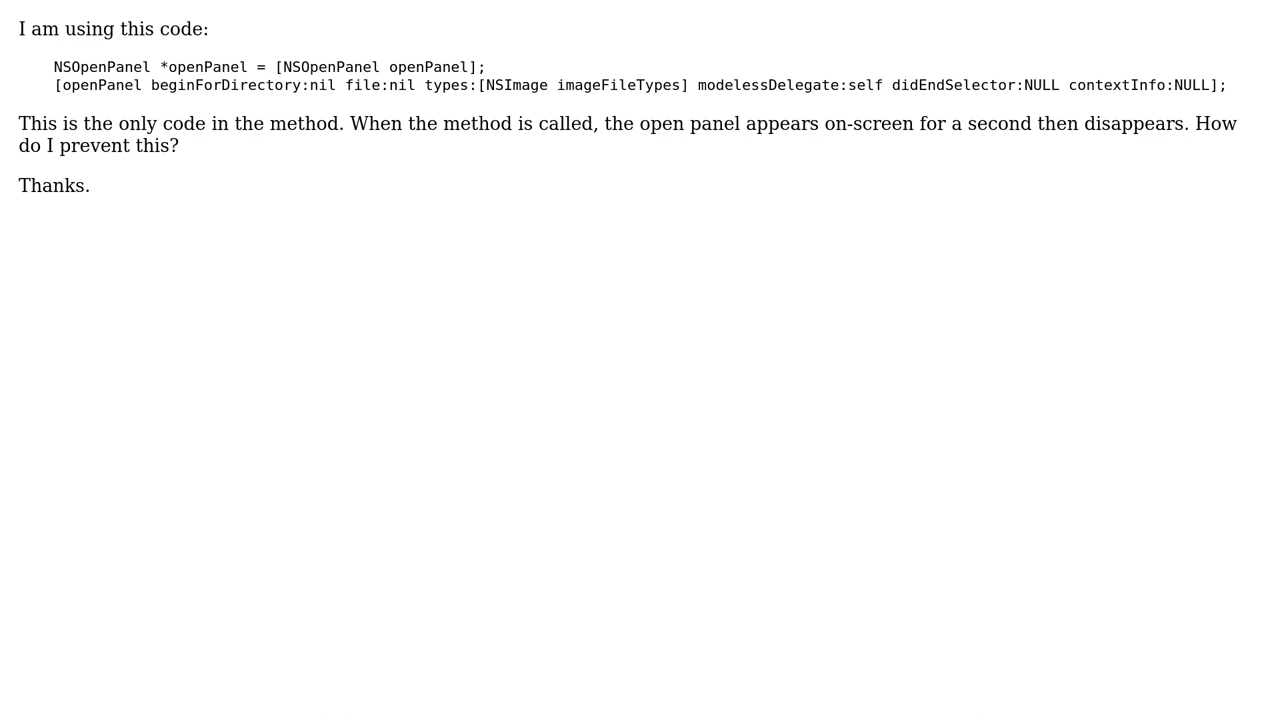 I am using this code:
NSOpenPanel *openPanel = [NSOpenPanel openPanel];
[openPanel beginForDirectory:nil file:nil types:[NSImage imageFileTypes] modelessDelegate:self didEndSelector:NULL contextInfo:NULL];
This is the only code in the method. When the method is called, the open panel appears on-screen for a second then disappears. How
do I prevent this?
Thanks.